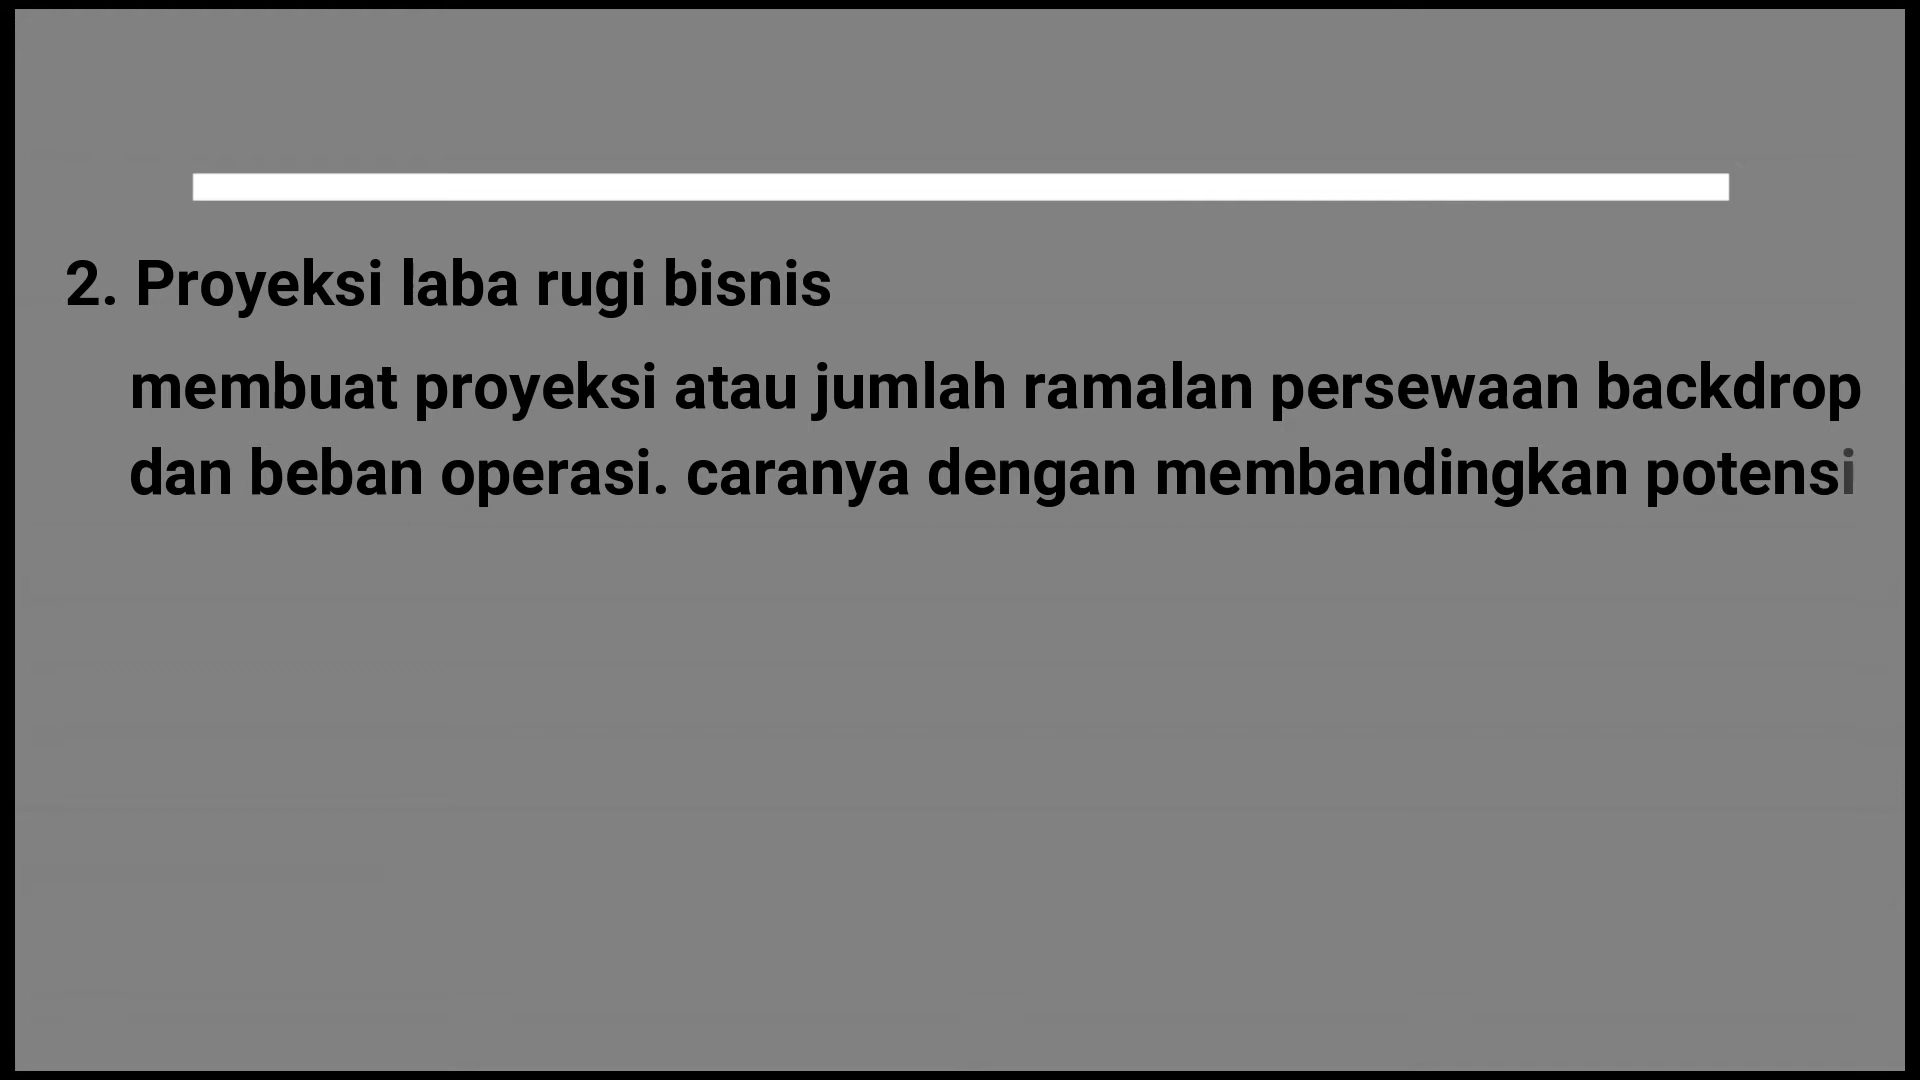 2. Proyeksi laba rugi bisnis
membuat proyeksi atau jumlah ramalan persewaan backdrop
dan beban operasi. caranya dengan membandingkan potensi